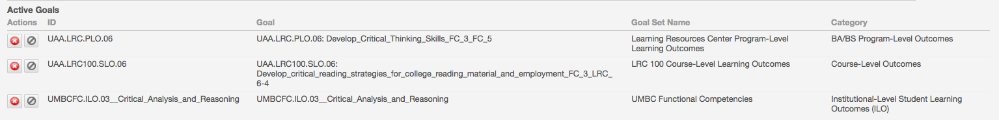 Active Goals
Actions ID Goal Goal Set Name Category
UAA.LRC.PLO.06 UAA.LRC.PLO.06: Develop_Critical_Thinking_Skills_FC_3_FC_5 Learning Resources Center Program-Level BA/BS Program-Level Outcomes
Learning Outcomes
UAA.LRC100.SLO.06 UAA.LRC100.SLO.06: LRC 100 Course-Level Learning Outcomes Course-Level Outcomes
Develop_critical_reading_strategies_for_college_reading_material_and_employment_FC_3_LRC_
6-4
UMBCFC.ILO.03__Critical_Analysis_and_Reasoning UMBCFC.ILO.03__Critical_Analysis_and_Reasoning UMBC Functional Competencies Institutional-Level Student Learning
Outcomes (ILO)